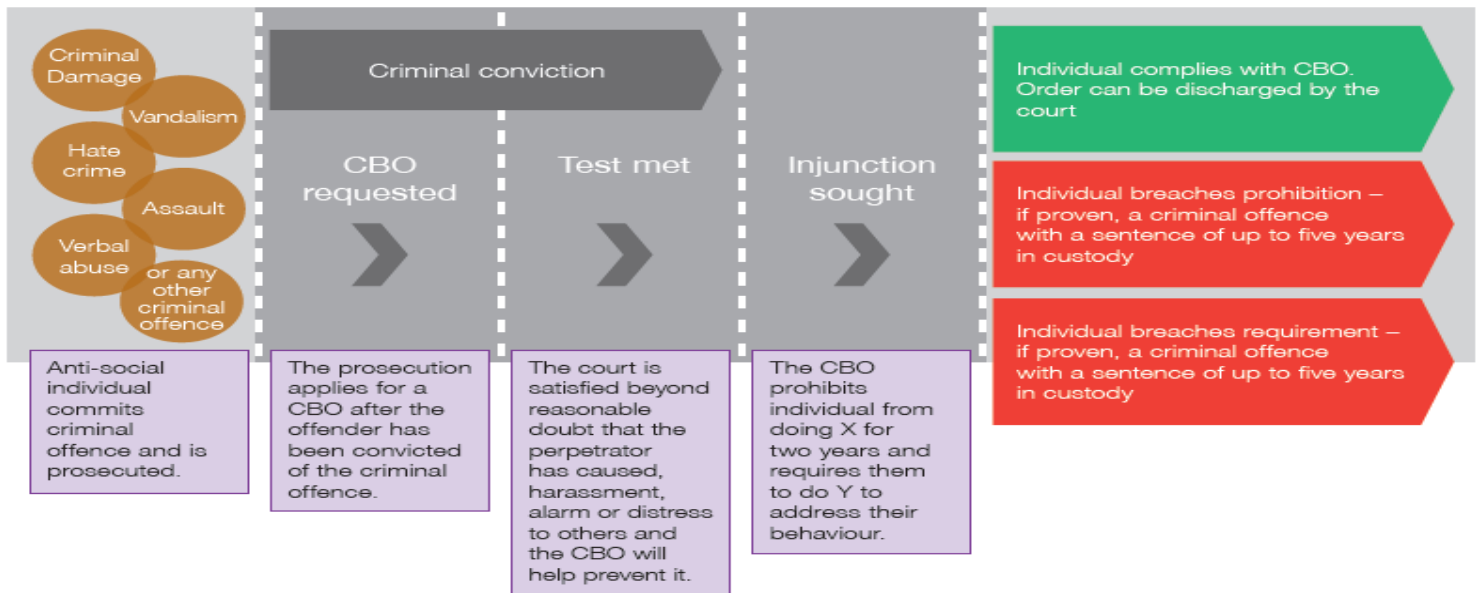 Criminal
Damage
Vandalism
Hate
crime
Assault
Verbal
abuse
or any
other
criminal
offence
Anti-social
individual
commits
criminal
offence and is
prosecuted.
Criminal conviction
CBO
requested
The prosecution
applies for a
CBO after the
offender has
been convicted
of the criminal
offence.
Test met
The court is
satisfied beyond
reasonable
doubt that the
perpetrator
has caused,
harassment,
alarm or distress
to others and
the CBO will
help prevent it.
Injunction
sought
The CBO
prohibits
individual from
doing X for
two years and
requires them
to do Y to
address their
behaviour.
Individual complies with CBO.
Order can be discharged by the
court
Individual breaches prohibition –
if proven, a criminal offence
with a sentence of up to five years
in custody
Individual breaches requirement –
if proven, a criminal offence
with a sentence of up to five years
in custody